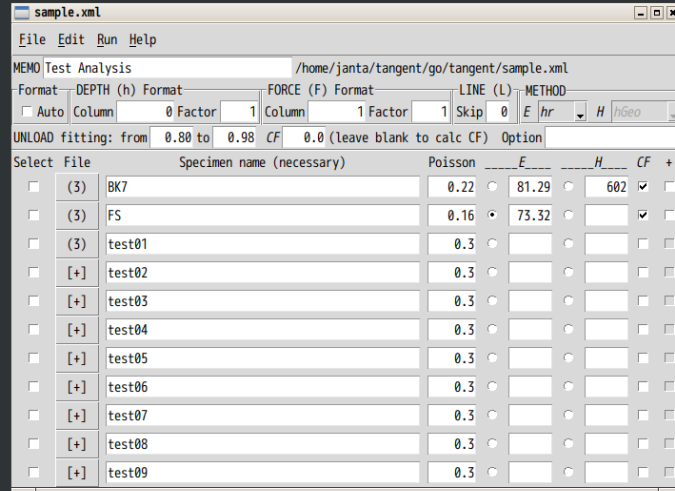 sample.xml
File Edit Run Help
MEMO Test Analysis /home/janta/tangent/go/tangent/sample.xml
Format DEPTH (h) Format FORCE (F) Format LINE (L) METHOD
Auto Column 0 Factor 1 Column 1 Factor 1 Skip 0 E hr H hGeo
UNLOAD fitting: from 0.80 to 0.98 CF 0.0 (leave blank to calc CF) Option
Select File Specimen name (necessary) Poisson _____E____ _____H____ CF +
(3) BK7 0.22 81.29 602
(3) FS 0.16 73.32
(3) test01 0.3
[+] test02 0.3
[+] test03 0.3
[+] test04 0.3
[+] test05 0.3
[+] test06 0.3
[+] test07 0.3
[+] test08 0.3
[+] test09 0.3